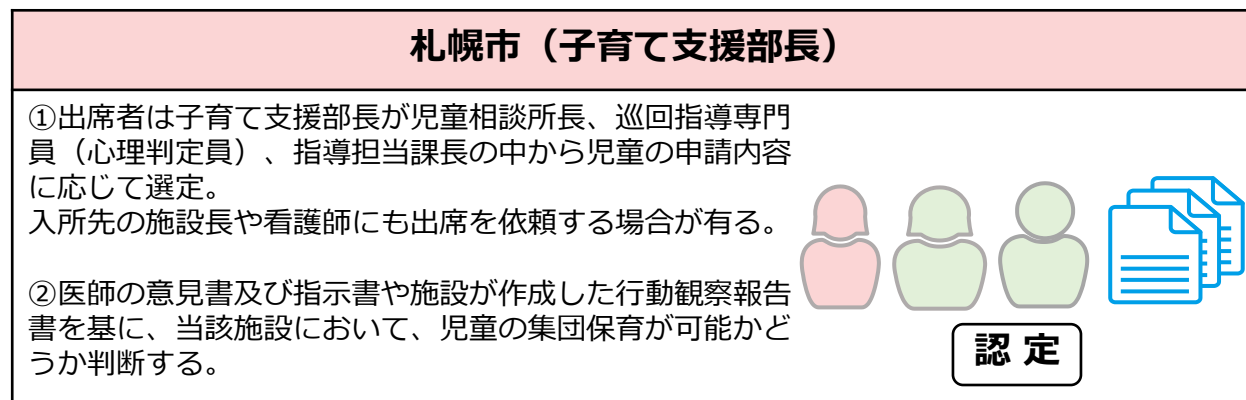 札幌市（子育て支援部長）
①出席者は子育て支援部長が児童相談所長、巡回指導専門
員（心理判定員）、指導担当課長の中から児童の申請内容
に応じて選定。
入所先の施設長や看護師にも出席を依頼する場合が有る。
②医師の意見書及び指示書や施設が作成した行動観察報告
書を基に、当該施設において、児童の集団保育が可能かど
うか判断する。
認 定